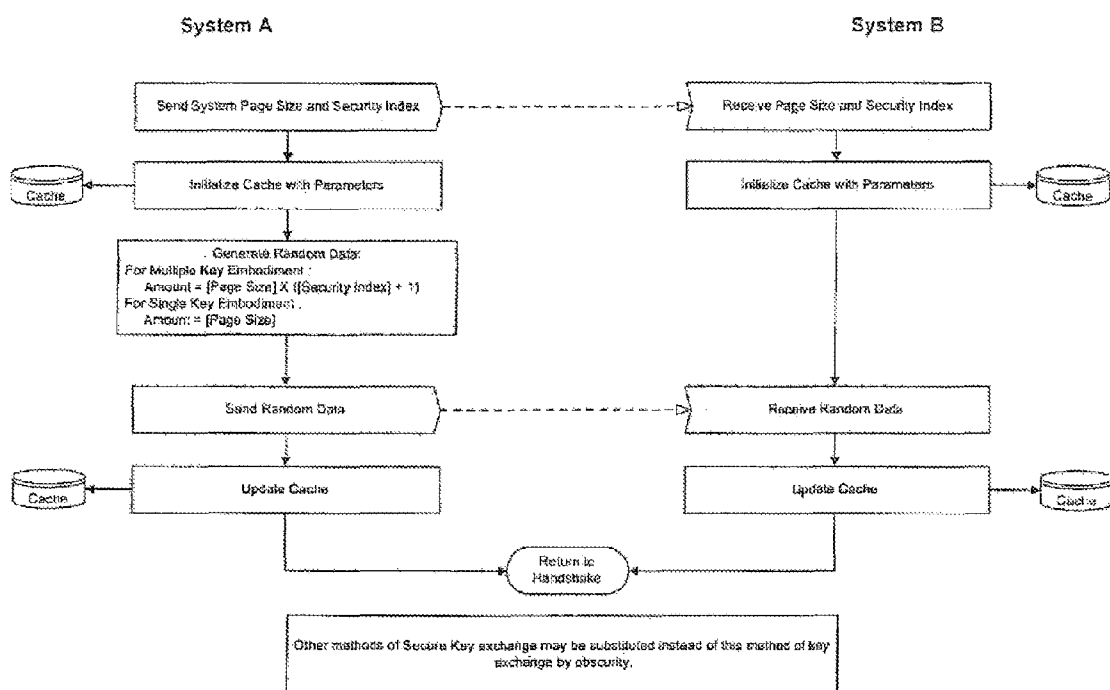 System A
System B
Send System Page Size and Security Index
Receive Page Size and Security Index
Initialize Cache with Parameters
Cache
Initialize Cache with Parameters
Cache
. Generate Random Data:
For Multiple Key Embodiment :
Amount = [Page Size] X ([Security Index] + 1)
For Single Key Embodiment :
Amount = [Page Size]
Send Random Data
Receive Random Data
Update Cache
Cache
Update Cache
Cache
Return to
Handshake
Other methods of Secure Key exchange may be substituted instead of this method of key
exchange by obscurity.